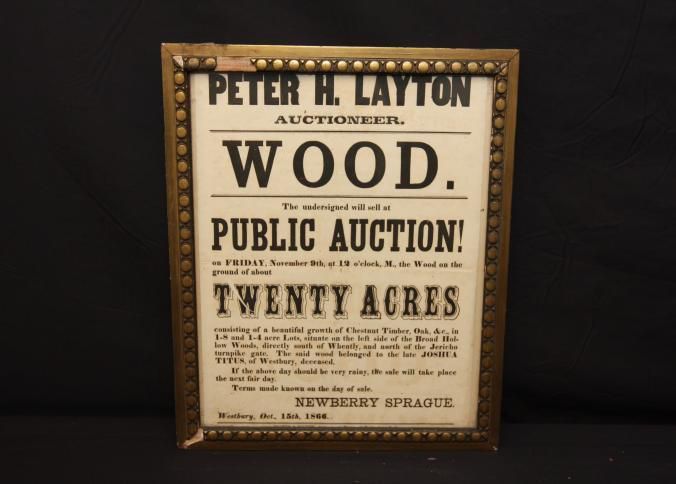 PETER H. LAYTON
AUCTIONEER.
WOOD.
The undersigned will sell at
PUBLIC AUCTION!
on FRIDAY, November 9th, at 12 o'clock, M., the Wood on the
ground of about
TWENTY ACRES
consisting of a beautiful growth of Chestnut Timber, Oak, &c., in
1-8 and 1-4 acre Lots, situate on the left side of the Broad Hol-
low Woods, directly south of Wheatly, and north of the Jericho
turnpike gate. The said wood belonged to the late JOSHUA
TITUS, of Westbury, deceased.
If the above day should be very rainy, the sale will take place
the next fair day.
Terms made known on the day of sale.
NEWBERRY SPRAGUE.
Westbury, Oct., 15th, 1866.